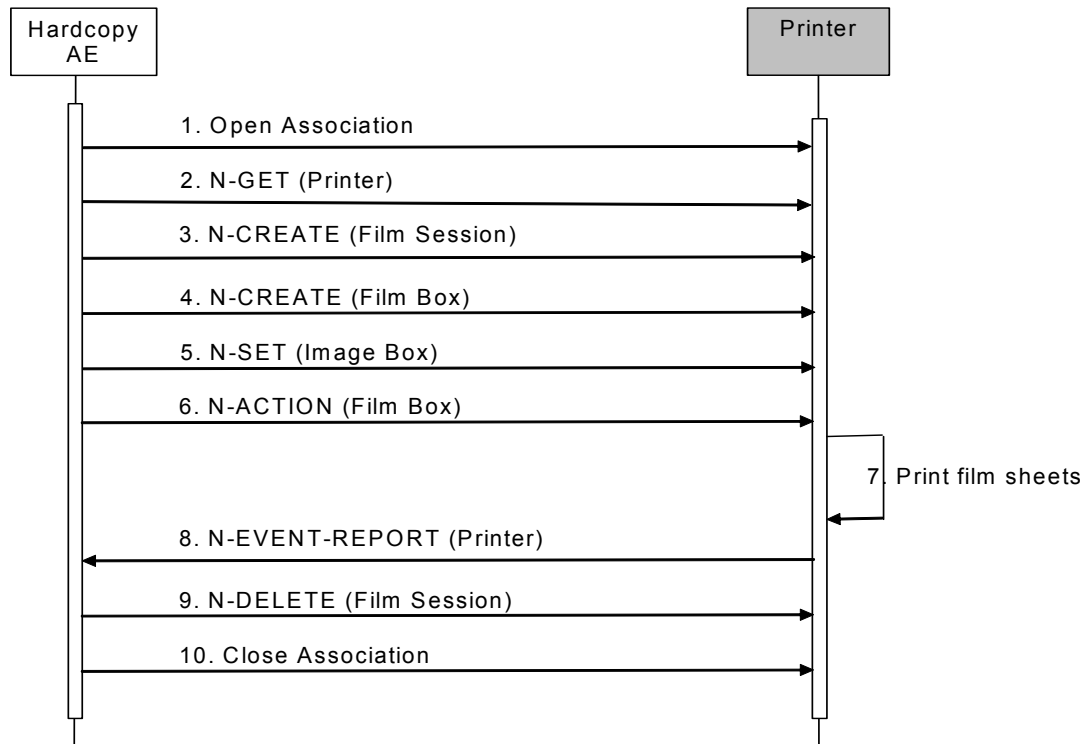 Hardcopy
AE
Printer
1. Open Association
2. N-GET (Printer)
3. N-CREATE (Film Session)
4. N-CREATE (Film Box)
5. N-SET (Image Box)
6. N-ACTION (Film Box)
7. Print film sheets
8. N-EVENT-REPORT (Printer)
9. N-DELETE (Film Session)
10. Close Association